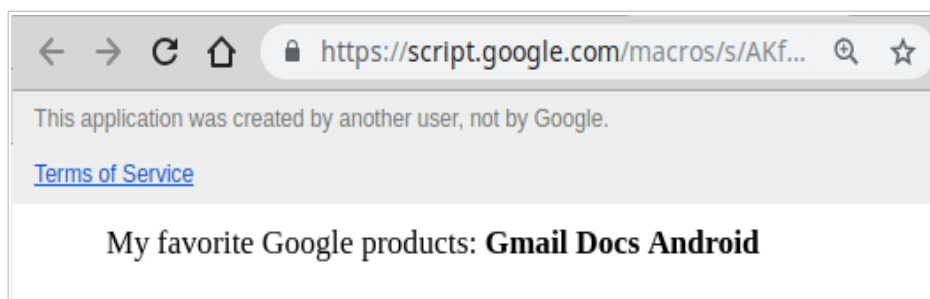 https://script.google.com/macros/s/AKf...
This application was created by another user, not by Google.
Terms of Service
My favorite Google products: Gmail Docs Android